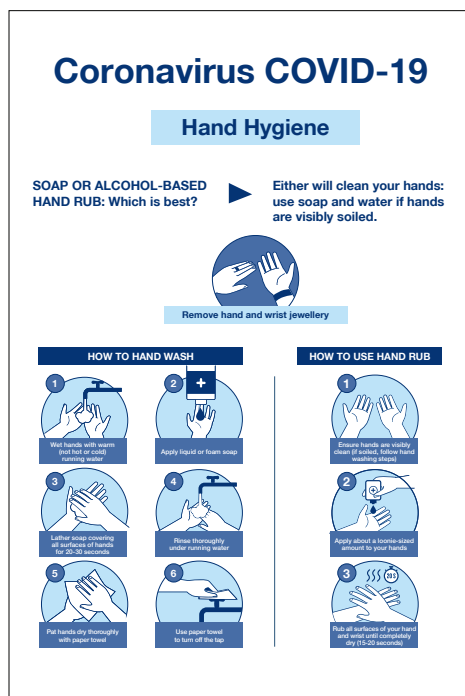 Coronavirus COVID-19
Hand Hygiene
SOAP OR ALCOHOL-BASED
HAND RUB: Which is best?
Either will clean your hands:
use soap and water if hands
are visibly soiled.
Remove hand and wrist jewellery
HOW TO HAND WASH
1
Wet hands with warm
(not hot or cold)
running water
2
Apply liquid or foam soap
3
Lather soap covering
all surfaces of hands
for 20-30 seconds
4
Rinse thoroughly
under running water
5
Pat hands dry thoroughly
with paper towel
6
Use paper towel
to turn off the tap
HOW TO USE HAND RUB
1
Ensure hands are visibly
clean (if soiled, follow hand
washing steps)
2
Apply about a loonie-sized
amount to your hands
3
20 S
Rub all surfaces of your hand
and wrist until completely
dry (15-20 seconds)